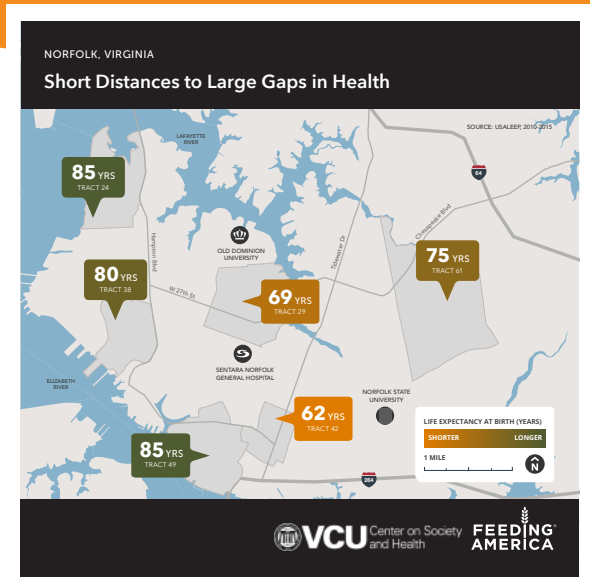 NORFOLK, VIRGINIA
Short Distances to Large Gaps in Health
SOURCE: USALEEP, 2010-2015
LAFAYETTE
RIVER
64
85 YRS
TRACT 24
Hampton Blvd
OLD DOMINION
UNIVERSITY
Tidewater Dr
Chesapeake Blvd
75 YRS
TRACT 61
80 YRS
TRACT 38
W 27th St
69 YRS
TRACT 29
SENTARA NORFOLK
GENERAL HOSPITAL
ELIZABETH
RIVER
NORFOLK STATE
UNIVERSITY
62 YRS
TRACT 42
85 YRS
TRACT 49
264
LIFE EXPECTANCY AT BIRTH (YEARS)
SHORTER LONGER
1 MILE
N
VCU Center on Society
and Health
FEEDING
AMERICA